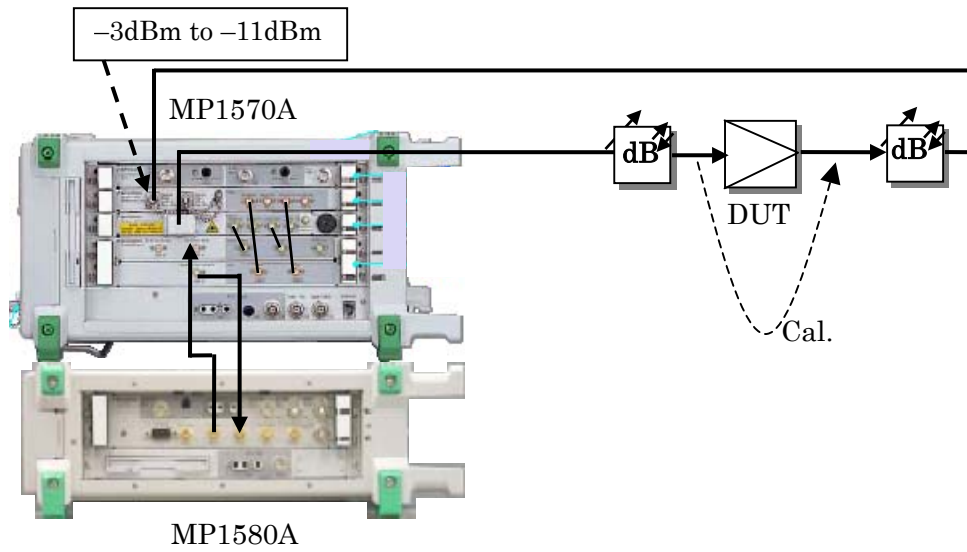 –3dBm to –11dBm
MP1570A
dB
dB
DUT
Cal.
MP1580A